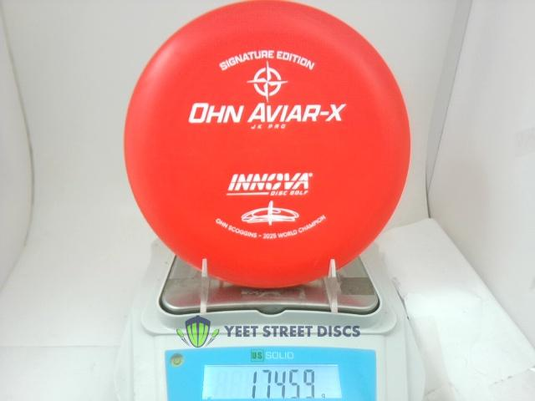 SIGNATURE EDITION
OHN AVIAR-X
JK PRO
INNOVA®
DISC GOLF
OHN SCOGGINS - 2025 WORLD CHAMPION
YEET STREET DISCS
US SOLID
174.59 g